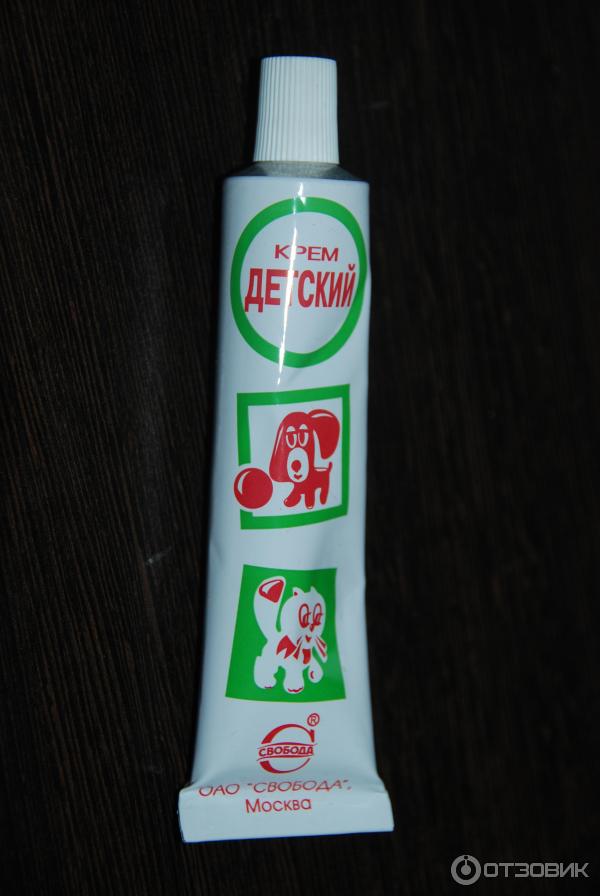 КРЕМ
ДЕТСКИЙ
®
СВОБОДА
ОАО "СВОБОДА",
Москва
ОТЗОВИК